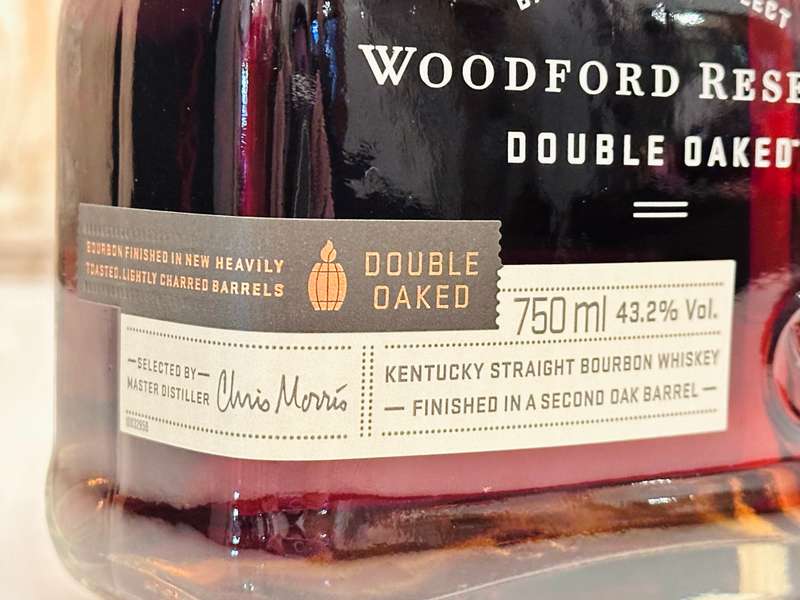 WOODFORD RESE
DOUBLE OAKED™
BOURBON FINISHED IN NEW HEAVILY
TOASTED, LIGHTLY CHARRED BARRELS
DOUBLE
OAKED
750 ml 43.2% Vol.
—SELECTED BY—
MASTER DISTILLER
Chris Morris
KENTUCKY STRAIGHT BOURBON WHISKEY
— FINISHED IN A SECOND OAK BARREL —